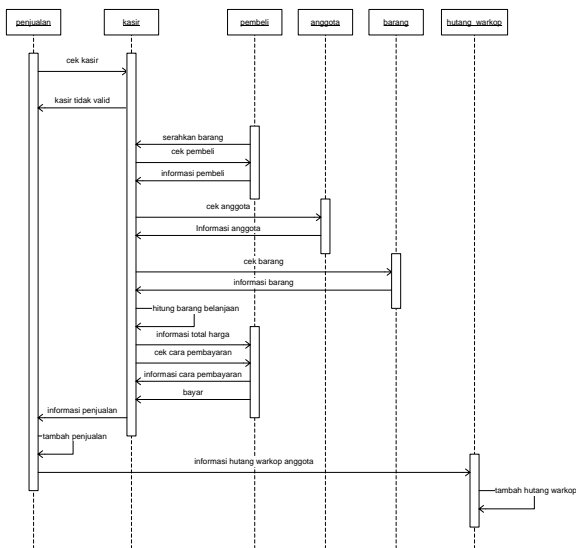 penjualan
kasir
pembeli
anggota
barang
hutang_warkop
cek kasir
kasir tidak valid
serahkan barang
cek pembeli
informasi pembeli
cek anggota
Informasi anggota
cek barang
informasi barang
hitung barang belanjaan
informasi total harga
cek cara pembayaran
informasi cara pembayaran
bayar
informasi penjualan
tambah penjualan
informasi hutang warkop anggota
tambah hutang warkop